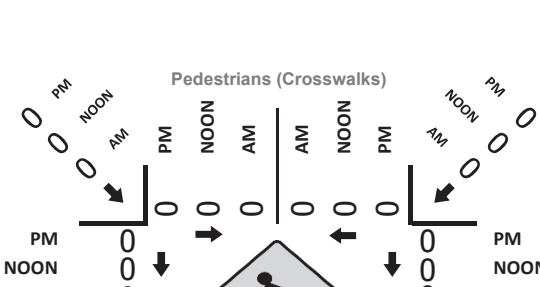 Pedestrians (Crosswalks)
PM NOON AM
0 0 0
PM NOON AM AM NOON PM
0 0 0 0 0 0
PM NOON AM
0 0 0
PM 0 0 PM
NOON 0 0 NOON